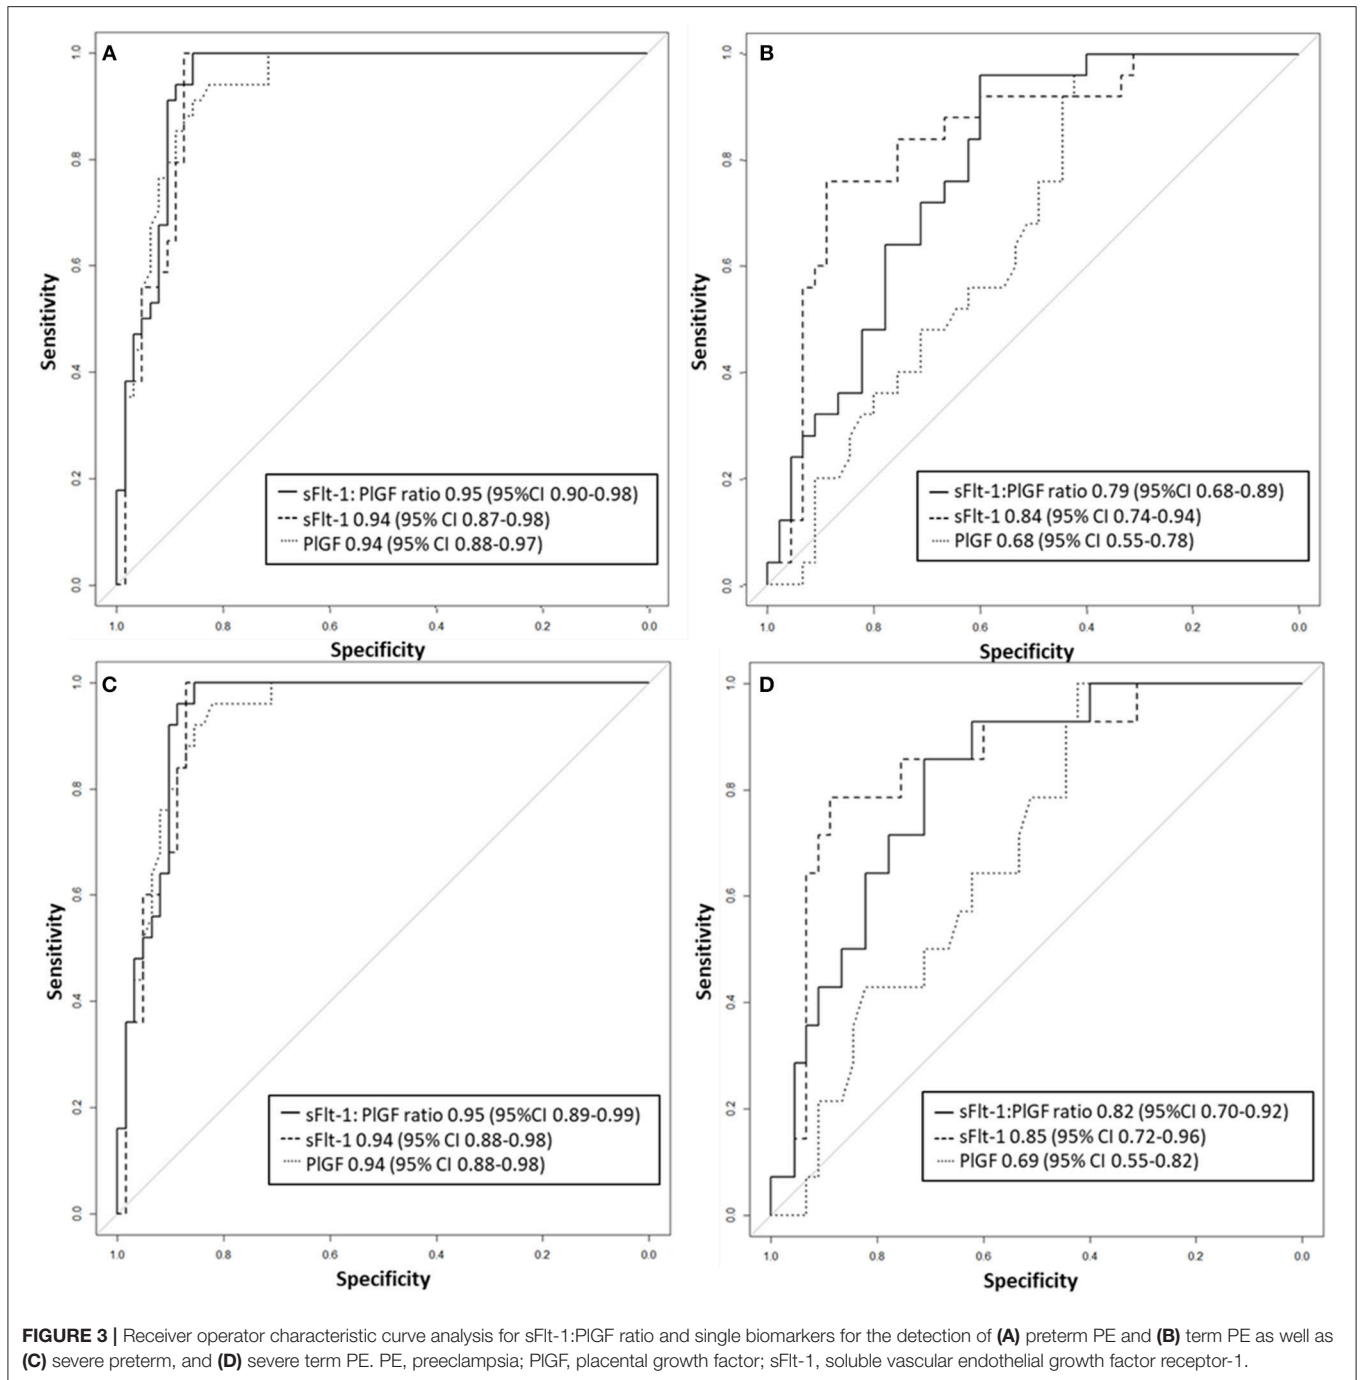 A
1.0
0.8
0.6
0.4
0.2
0.0
Sensitivity
sFlt-1: PlGF ratio 0.95 (95%CI 0.90-0.98)
sFlt-1 0.94 (95% CI 0.87-0.98)
PlGF 0.94 (95% CI 0.88-0.97)
1.0 0.8 0.6 0.4 0.2 0.0
Specificity
B
1.0
0.8
0.6
0.4
0.2
0.0
Sensitivity
sFlt-1:PlGF ratio 0.79 (95%CI 0.68-0.89)
sFlt-1 0.84 (95% CI 0.74-0.94)
PlGF 0.68 (95% CI 0.55-0.78)
1.0 0.8 0.6 0.4 0.2 0.0
Specificity
C
1.0
0.8
0.6
0.4
0.2
0.0
Sensitivity
sFlt-1: PlGF ratio 0.95 (95%CI 0.89-0.99)
sFlt-1 0.94 (95% CI 0.88-0.98)
PlGF 0.94 (95% CI 0.88-0.98)
1.0 0.8 0.6 0.4 0.2 0.0
Specificity
D
1.0
0.8
0.6
0.4
0.2
0.0
Sensitivity
sFlt-1:PlGF ratio 0.82 (95%CI 0.70-0.92)
sFlt-1 0.85 (95% CI 0.72-0.96)
PlGF 0.69 (95% CI 0.55-0.82)
1.0 0.8 0.6 0.4 0.2 0.0
Specificity
FIGURE 3 | Receiver operator characteristic curve analysis for sFlt-1:PlGF ratio and single biomarkers for the detection of (A) preterm PE and (B) term PE as well as
(C) severe preterm, and (D) severe term PE. PE, preeclampsia; PlGF, placental growth factor; sFlt-1, soluble vascular endothelial growth factor receptor-1.